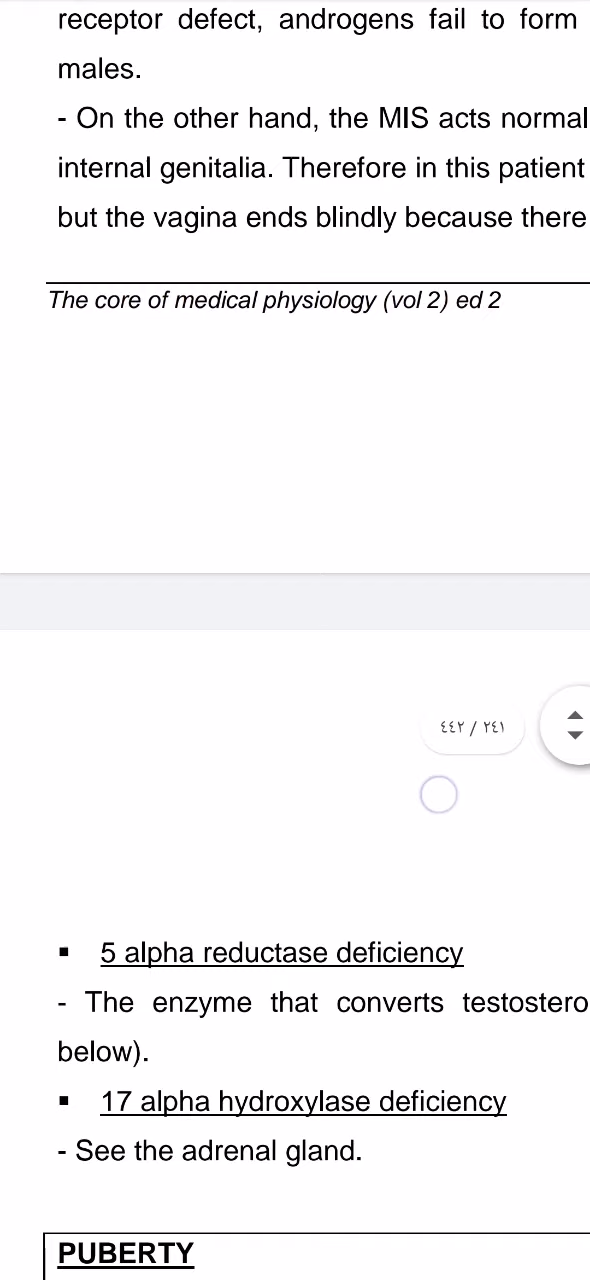 receptor defect, androgens fail to form
males.
- On the other hand, the MIS acts normal
internal genitalia. Therefore in this patient
but the vagina ends blindly because there
The core of medical physiology (vol 2) ed 2
٤٤٢ / ٢٤١
▪ 5 alpha reductase deficiency
- The enzyme that converts testostero
below).
▪ 17 alpha hydroxylase deficiency
- See the adrenal gland.
PUBERTY